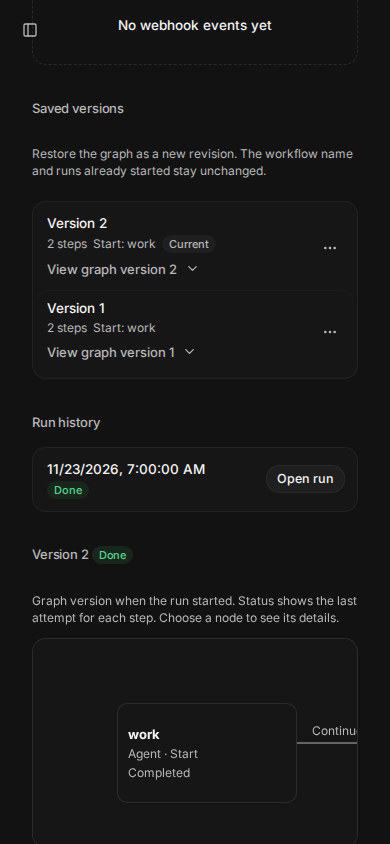 No webhook events yet
Saved versions
Restore the graph as a new revision. The workflow name
and runs already started stay unchanged.
Version 2
2 steps Start: work Current
View graph version 2
Version 1
2 steps Start: work
View graph version 1
Run history
11/23/2026, 7:00:00 AM
Done
Open run
Version 2 Done
Graph version when the run started. Status shows the last
attempt for each step. Choose a node to see its details.
work
Agent · Start
Completed